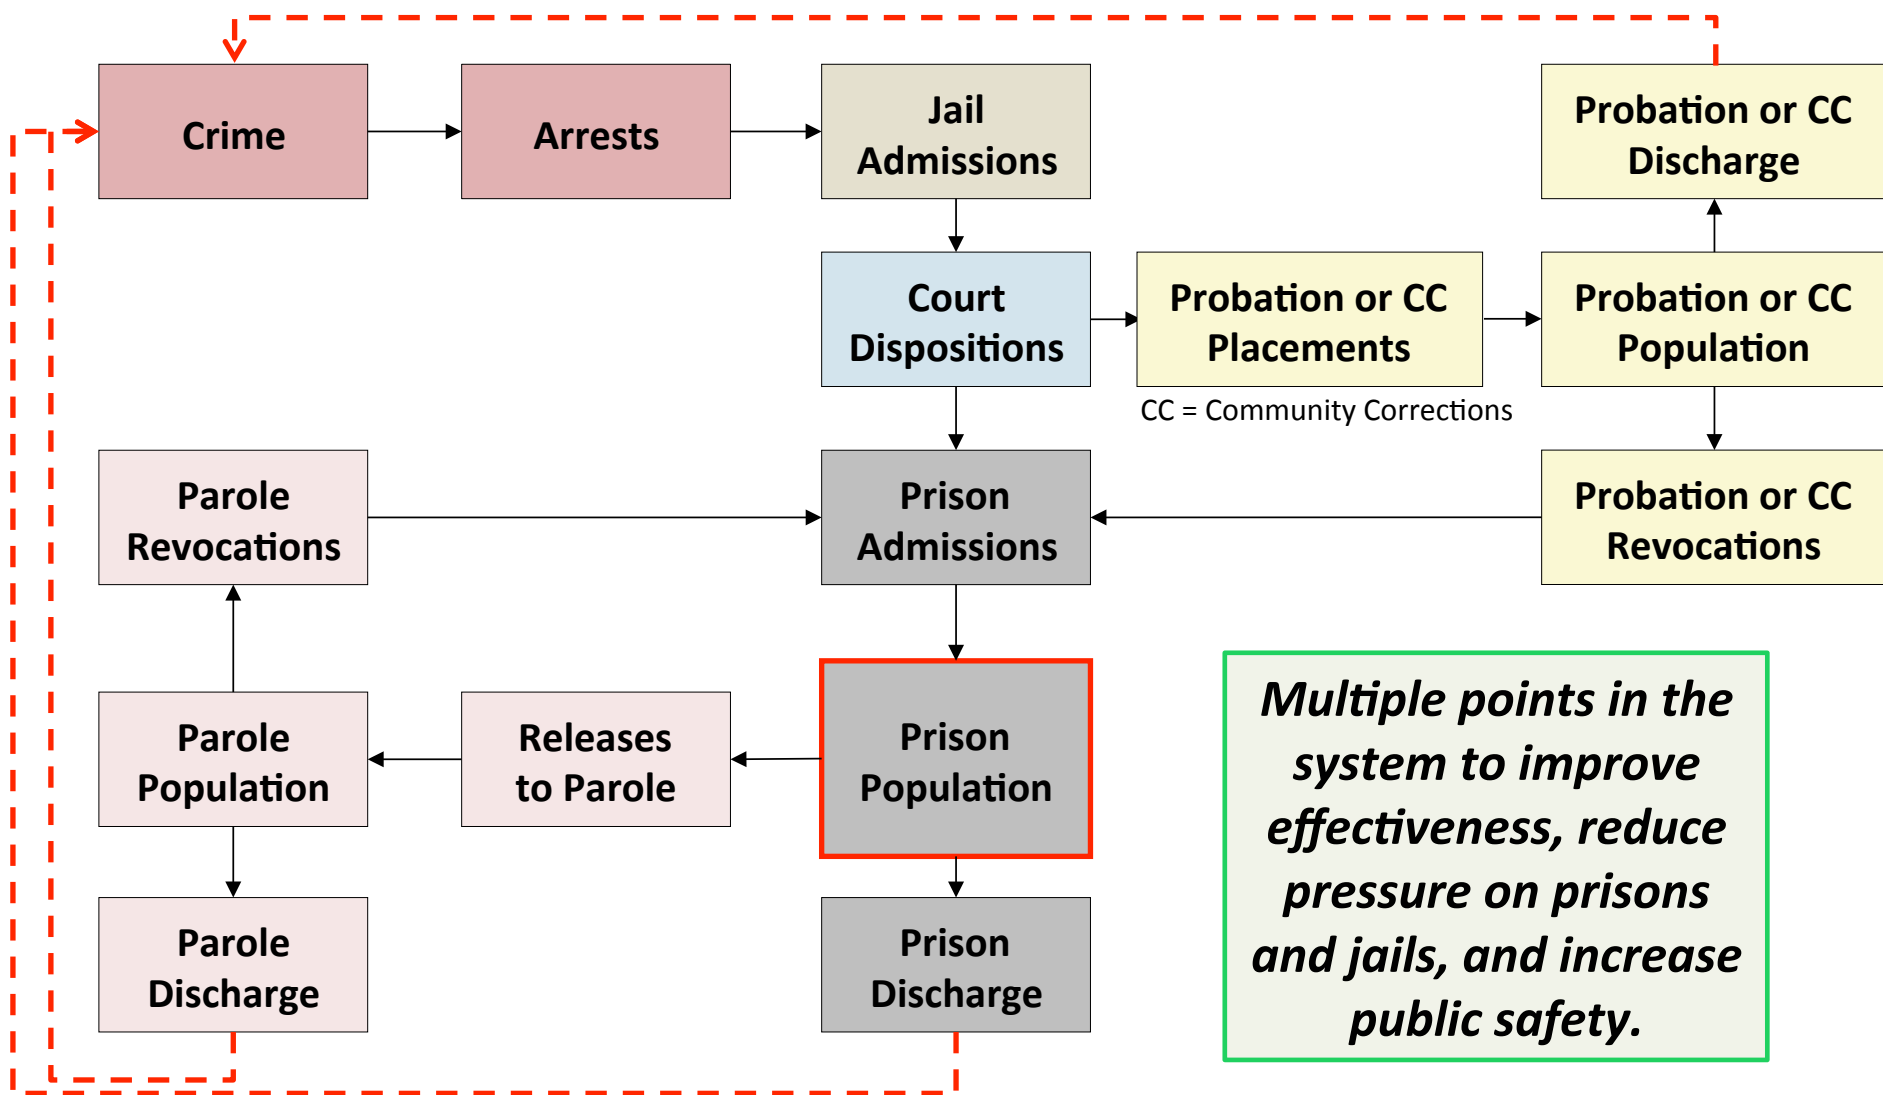 Crime
Arrests
Jail
Admissions
Probation or CC
Discharge
Court
Dispositions
Probation or CC
Placements
Probation or CC
Population
CC = Community Corrections
Parole
Revocations
Prison
Admissions
Probation or CC
Revocations
Parole
Population
Releases
to Parole
Prison
Population
Multiple points in the
system to improve
effectiveness, reduce
pressure on prisons
and jails, and increase
public safety.
Parole
Discharge
Prison
Discharge